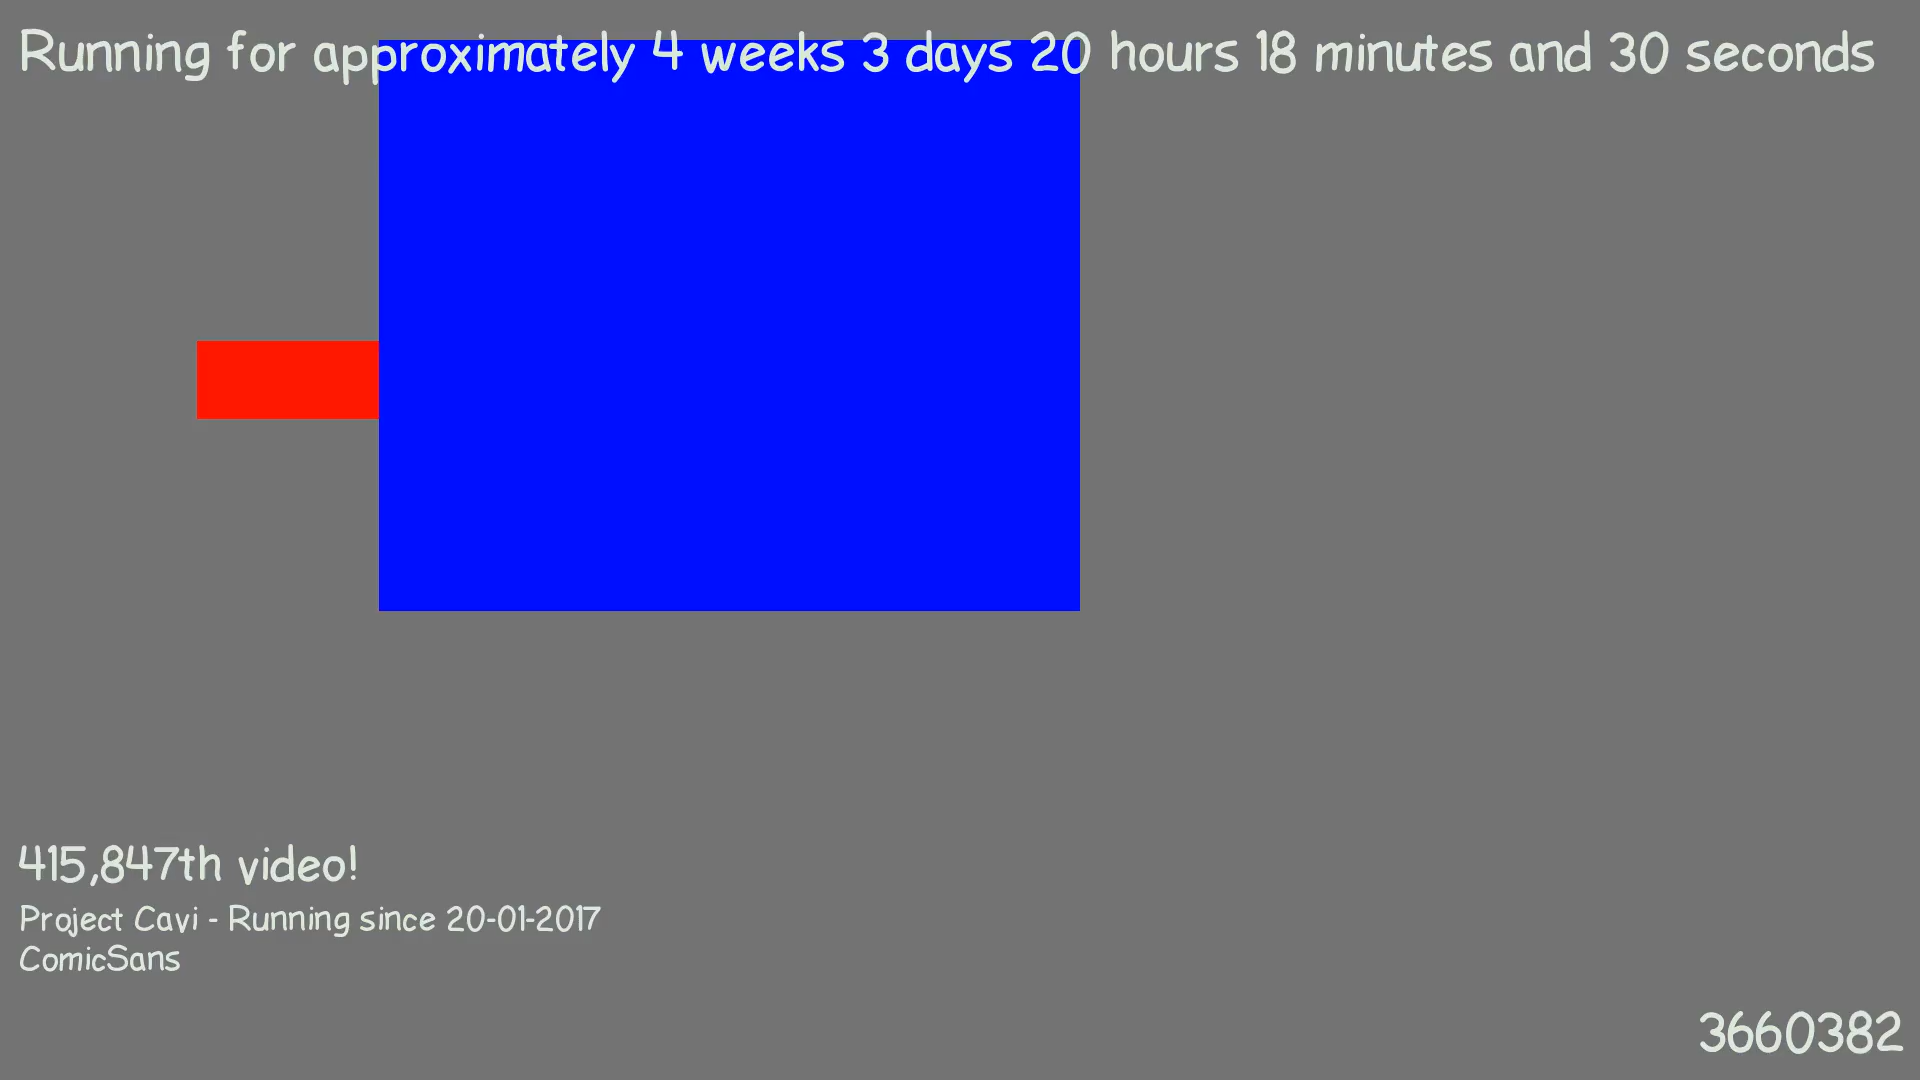 Running for approximately 4 weeks 3 days 20 hours 18 minutes and 30 seconds
415,847th video!
Project Cavi - Running since 20-01-2017
ComicSans
3660382